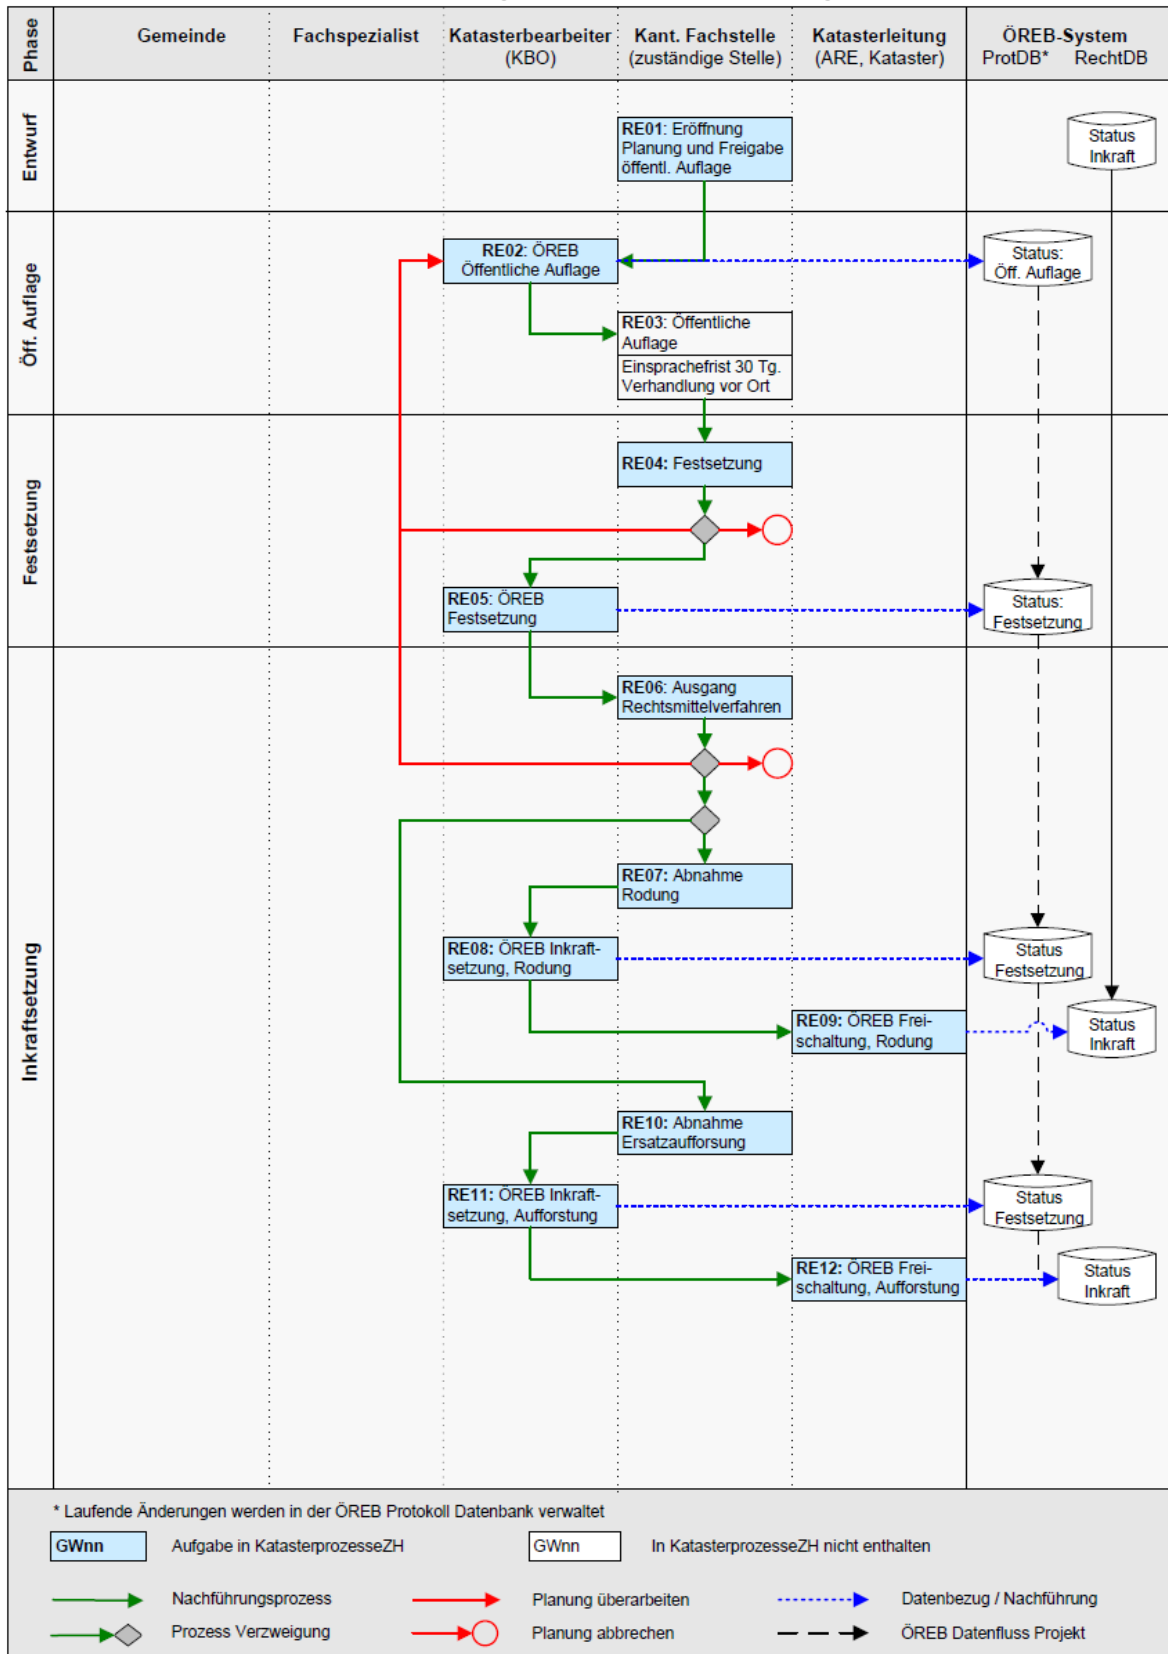 Phase
Gemeinde
Fachspezialist
Katasterbearbeiter
(KBO)
Kant. Fachstelle
(zuständige Stelle)
Katasterleitung
(ARE, Kataster)
ÖREB-System
ProtDB* RechtDB
Entwurf
RE01: Eröffnung
Planung und Freigabe
öffentl. Auflage
Status
Inkraft
Öff. Auflage
RE02: ÖREB
Öffentliche Auflage
Status:
Öff. Auflage
RE03: Öffentliche
Auflage
Einsprachefrist 30 Tg.
Verhandlung vor Ort
Festsetzung
RE04: Festsetzung
RE05: ÖREB
Festsetzung
Status:
Festsetzung
Inkraftsetzung
RE06: Ausgang
Rechtsmittelverfahren
RE07: Abnahme
Rodung
RE08: ÖREB Inkraft-
setzung, Rodung
Status
Festsetzung
RE09: ÖREB Frei-
schaltung, Rodung
Status
Inkraft
RE10: Abnahme
Ersatzaufforsung
RE11: ÖREB Inkraft-
setzung, Aufforstung
Status
Festsetzung
RE12: ÖREB Frei-
schaltung, Aufforstung
Status
Inkraft
* Laufende Änderungen werden in der ÖREB Protokoll Datenbank verwaltet
GWnn Aufgabe in KatasterprozesseZH GWnn In KatasterprozesseZH nicht enthalten
Nachführungsprozess Planung überarbeiten Datenbezug / Nachführung
Prozess Verzweigung Planung abbrechen ÖREB Datenfluss Projekt